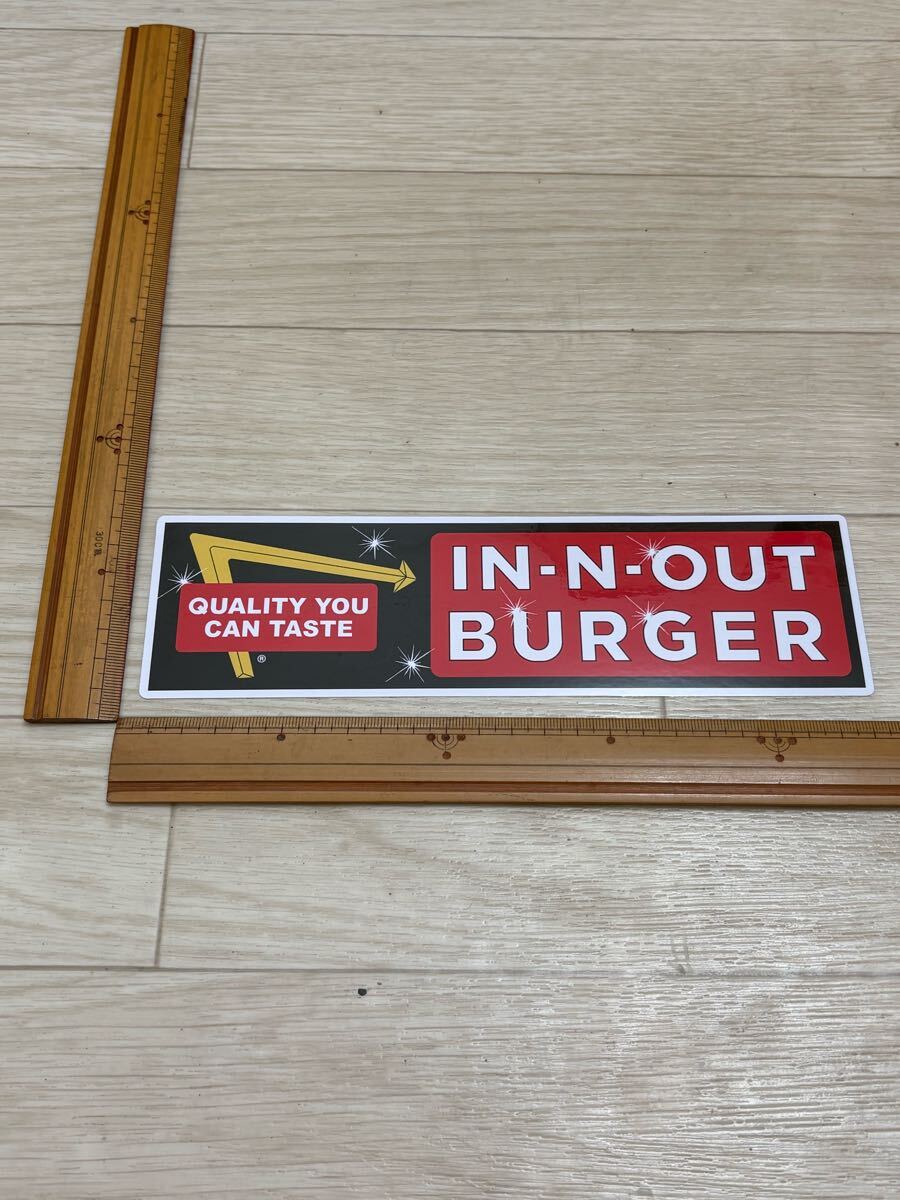 QUALITY YOU
CAN TASTE
®
IN-N-OUT
BURGER